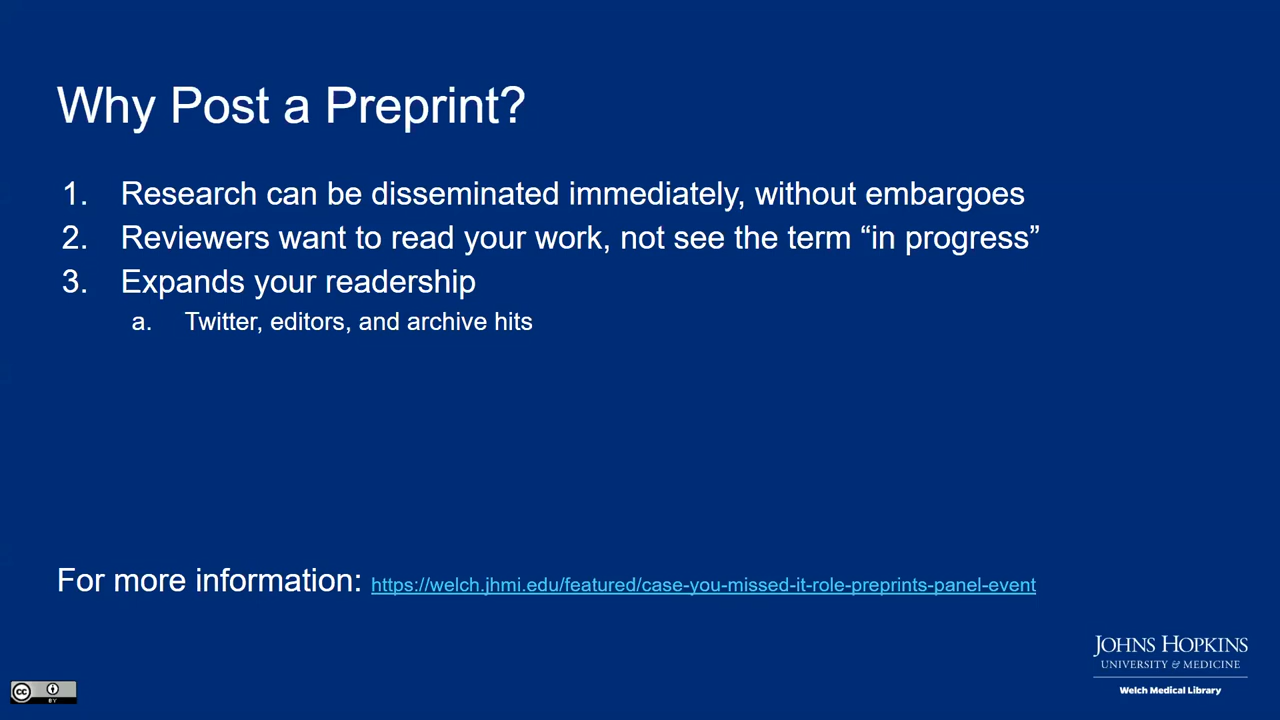 Why Post a Preprint?
1. Research can be disseminated immediately, without embargoes
2. Reviewers want to read your work, not see the term “in progress”
3. Expands your readership
a. Twitter, editors, and archive hits
For more information: https://welch.jhmi.edu/featured/case-you-missed-it-role-preprints-panel-event
JOHNS HOPKINS
UNIVERSITY & MEDICINE
Welch Medical Library
cc
BY